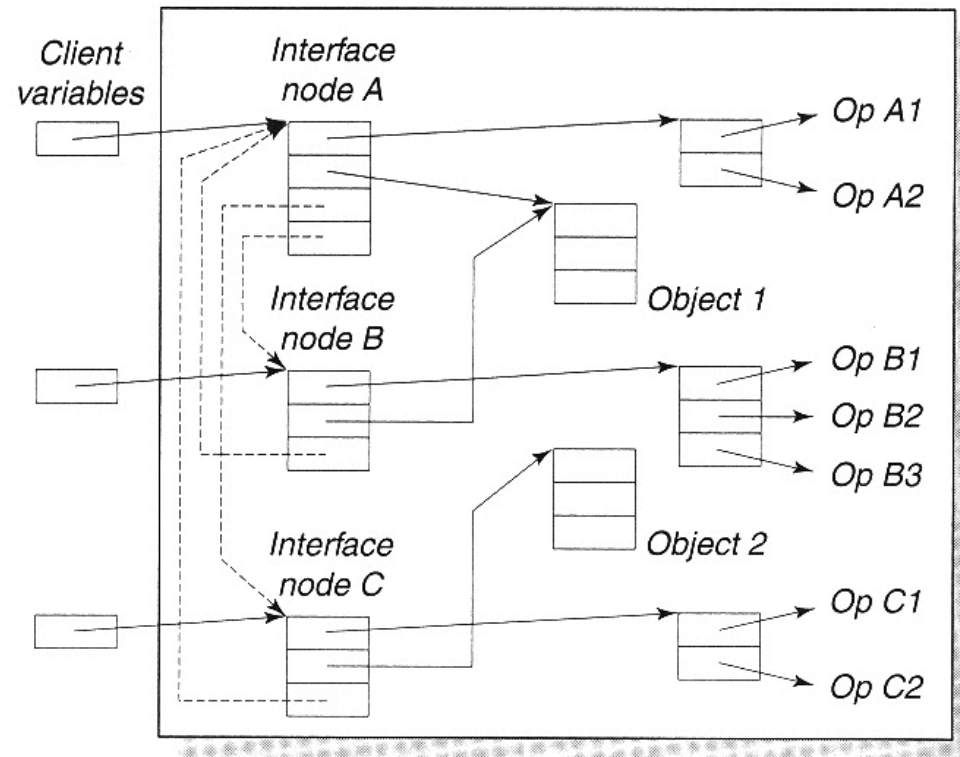 Client
variables
Interface
node A
Op A1
Op A2
Object 1
Interface
node B
Op B1
Op B2
Op B3
Object 2
Interface
node C
Op C1
Op C2